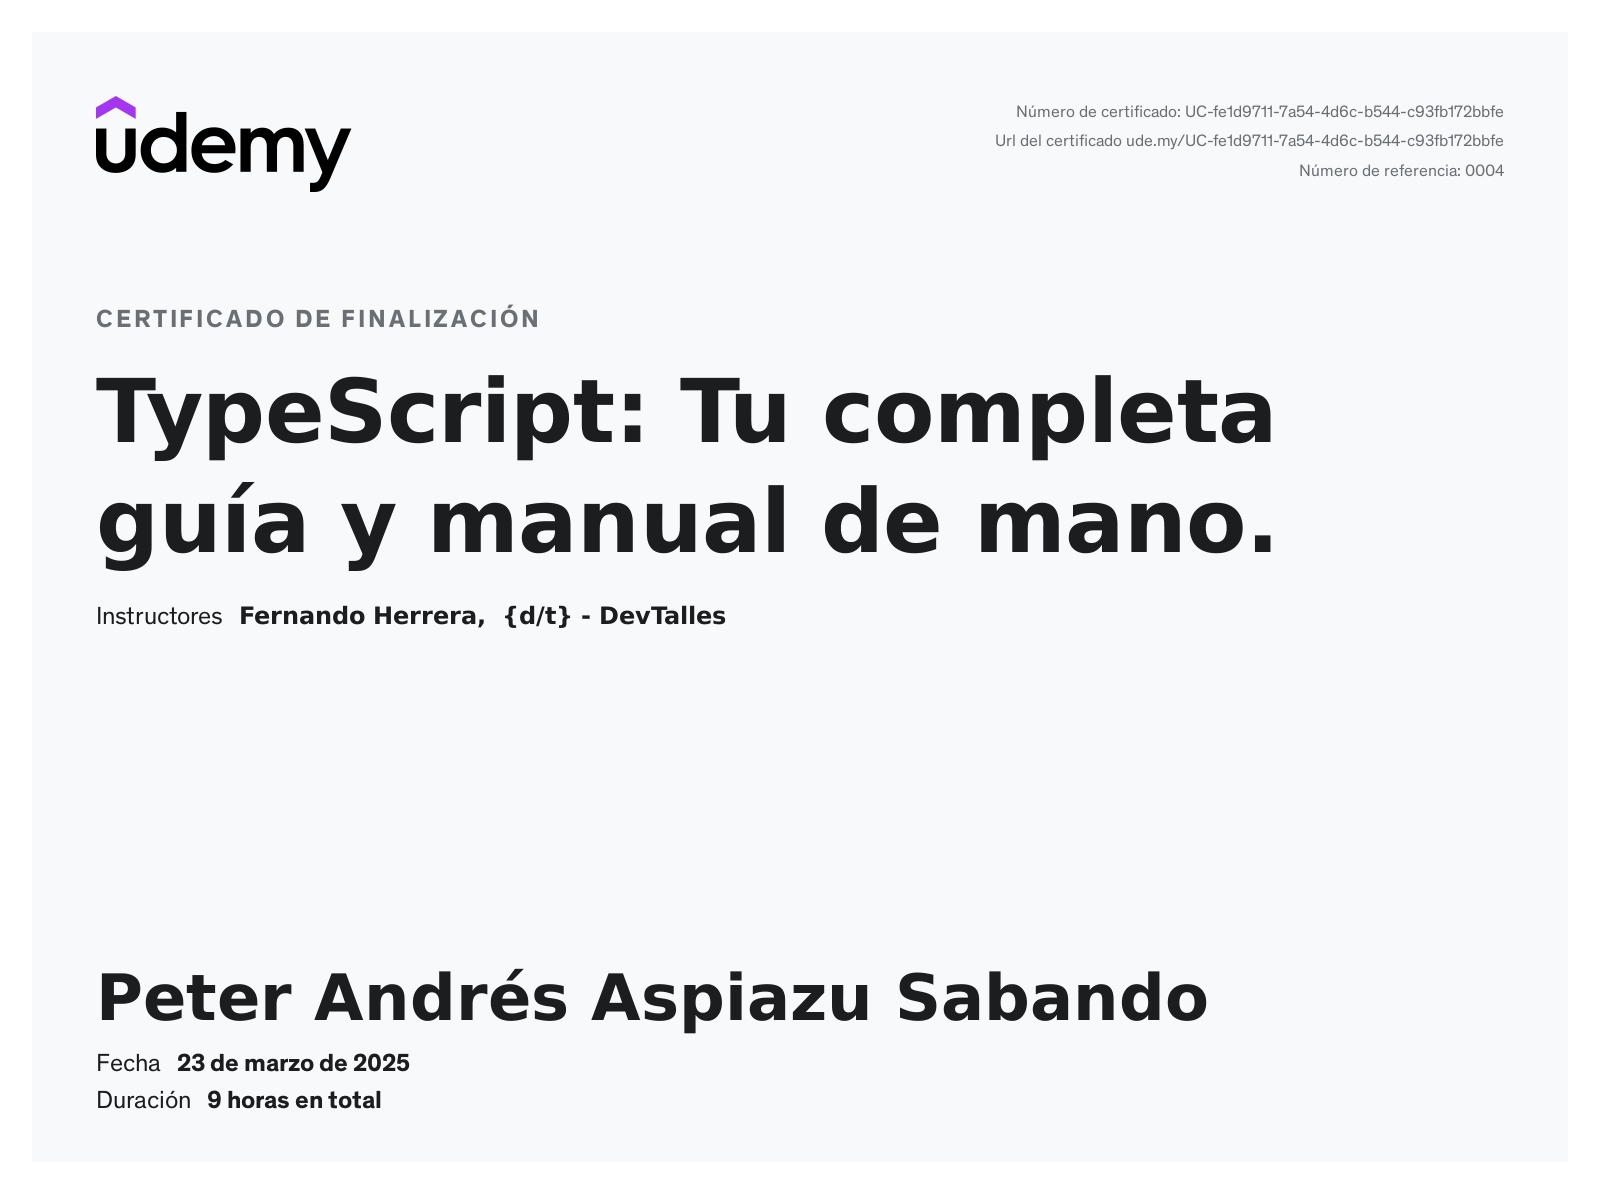 udemy
Número de certificado: UC-fe1d9711-7a54-4d6c-b544-c93fb172bbfe
Url del certificado ude.my/UC-fe1d9711-7a54-4d6c-b544-c93fb172bbfe
Número de referencia: 0004
CERTIFICADO DE FINALIZACIÓN
TypeScript: Tu completa
guía y manual de mano.
Instructores Fernando Herrera, {d/t} - DevTalles
Peter Andrés Aspiazu Sabando
Fecha 23 de marzo de 2025
Duración 9 horas en total